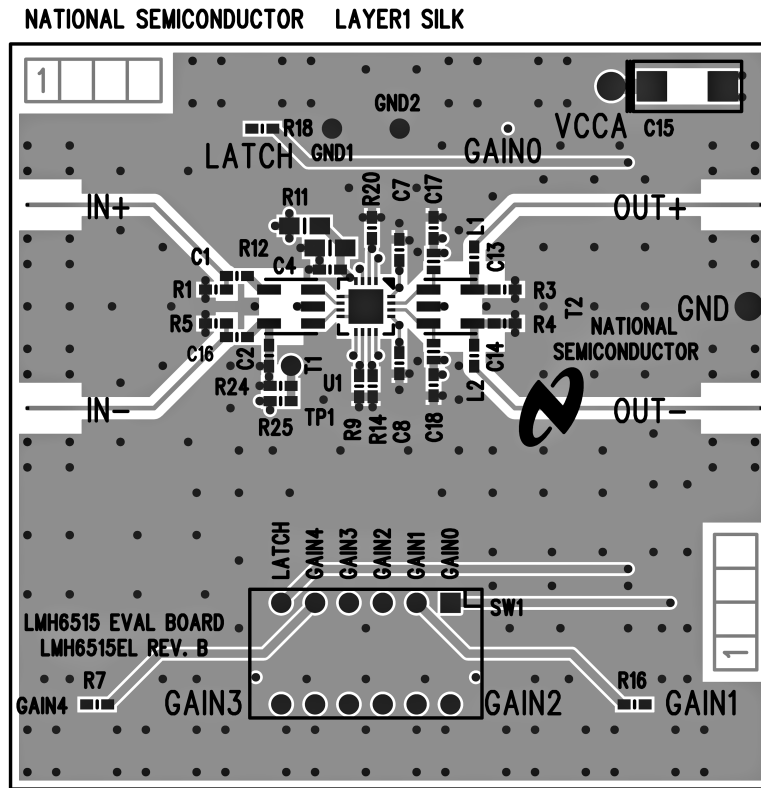 NATIONAL SEMICONDUCTOR LAYER1 SILK
1
GND2
R18
LATCH
GND1
GAIN0
VCCA
C15
IN+
R11
R20
C7
C17
L1
OUT+
C1
R12
C4
C13
R1
R3
T2
GND
R5
R4
NATIONAL
SEMICONDUCTOR
C16
C2
T1
C14
R24
U1
L2
IN-
R25
TP1
R9
R14
C8
C18
OUT-
LATCH
GAIN4
GAIN3
GAIN2
GAIN1
GAIN0
SW1
LMH6515 EVAL BOARD
LMH6515EL REV. B
1
R7
GAIN4
GAIN3
GAIN2
R16
GAIN1